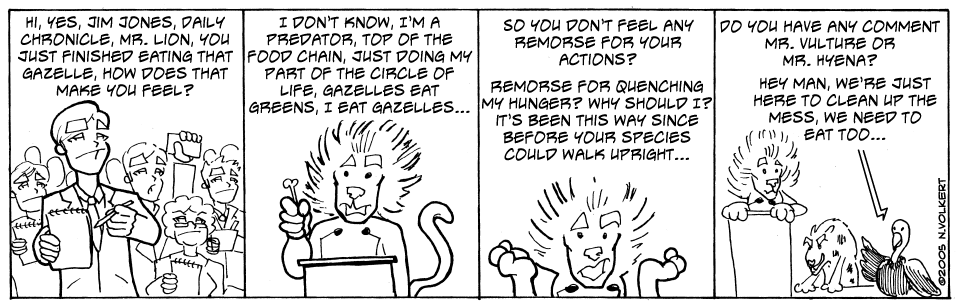 HI, YES, JIM JONES, DAILY
CHRONICLE, MR. LION, YOU
JUST FINISHED EATING THAT
GAZELLE, HOW DOES THAT
MAKE YOU FEEL?
I DON'T KNOW, I'M A
PREDATOR, TOP OF THE
FOOD CHAIN, JUST DOING MY
PART OF THE CIRCLE OF
LIFE, GAZELLES EAT
GREENS, I EAT GAZELLES...
SO YOU DON'T FEEL ANY
REMORSE FOR YOUR
ACTIONS?
REMORSE FOR QUENCHING
MY HUNGER? WHY SHOULD I?
IT'S BEEN THIS WAY SINCE
BEFORE YOUR SPECIES
COULD WALK UPRIGHT...
DO YOU HAVE ANY COMMENT
MR. VULTURE OR
MR. HYENA?
HEY MAN, WE'RE JUST
HERE TO CLEAN UP THE
MESS, WE NEED TO
EAT TOO...
©2005 N.VOLKERT